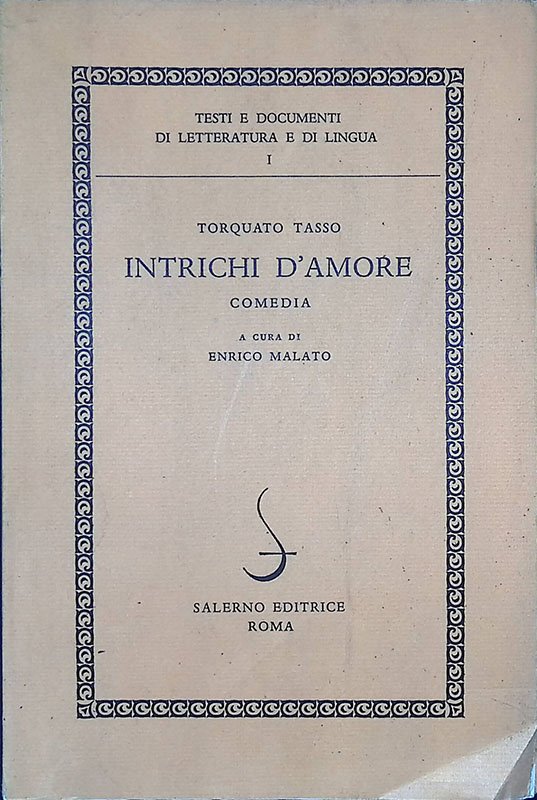 TESTI E DOCUMENTI
DI LETTERATURA E DI LINGUA
I
TORQUATO TASSO
INTRICHI D'AMORE
COMEDIA
A CURA DI
ENRICO MALATO
SALERNO EDITRICE
ROMA